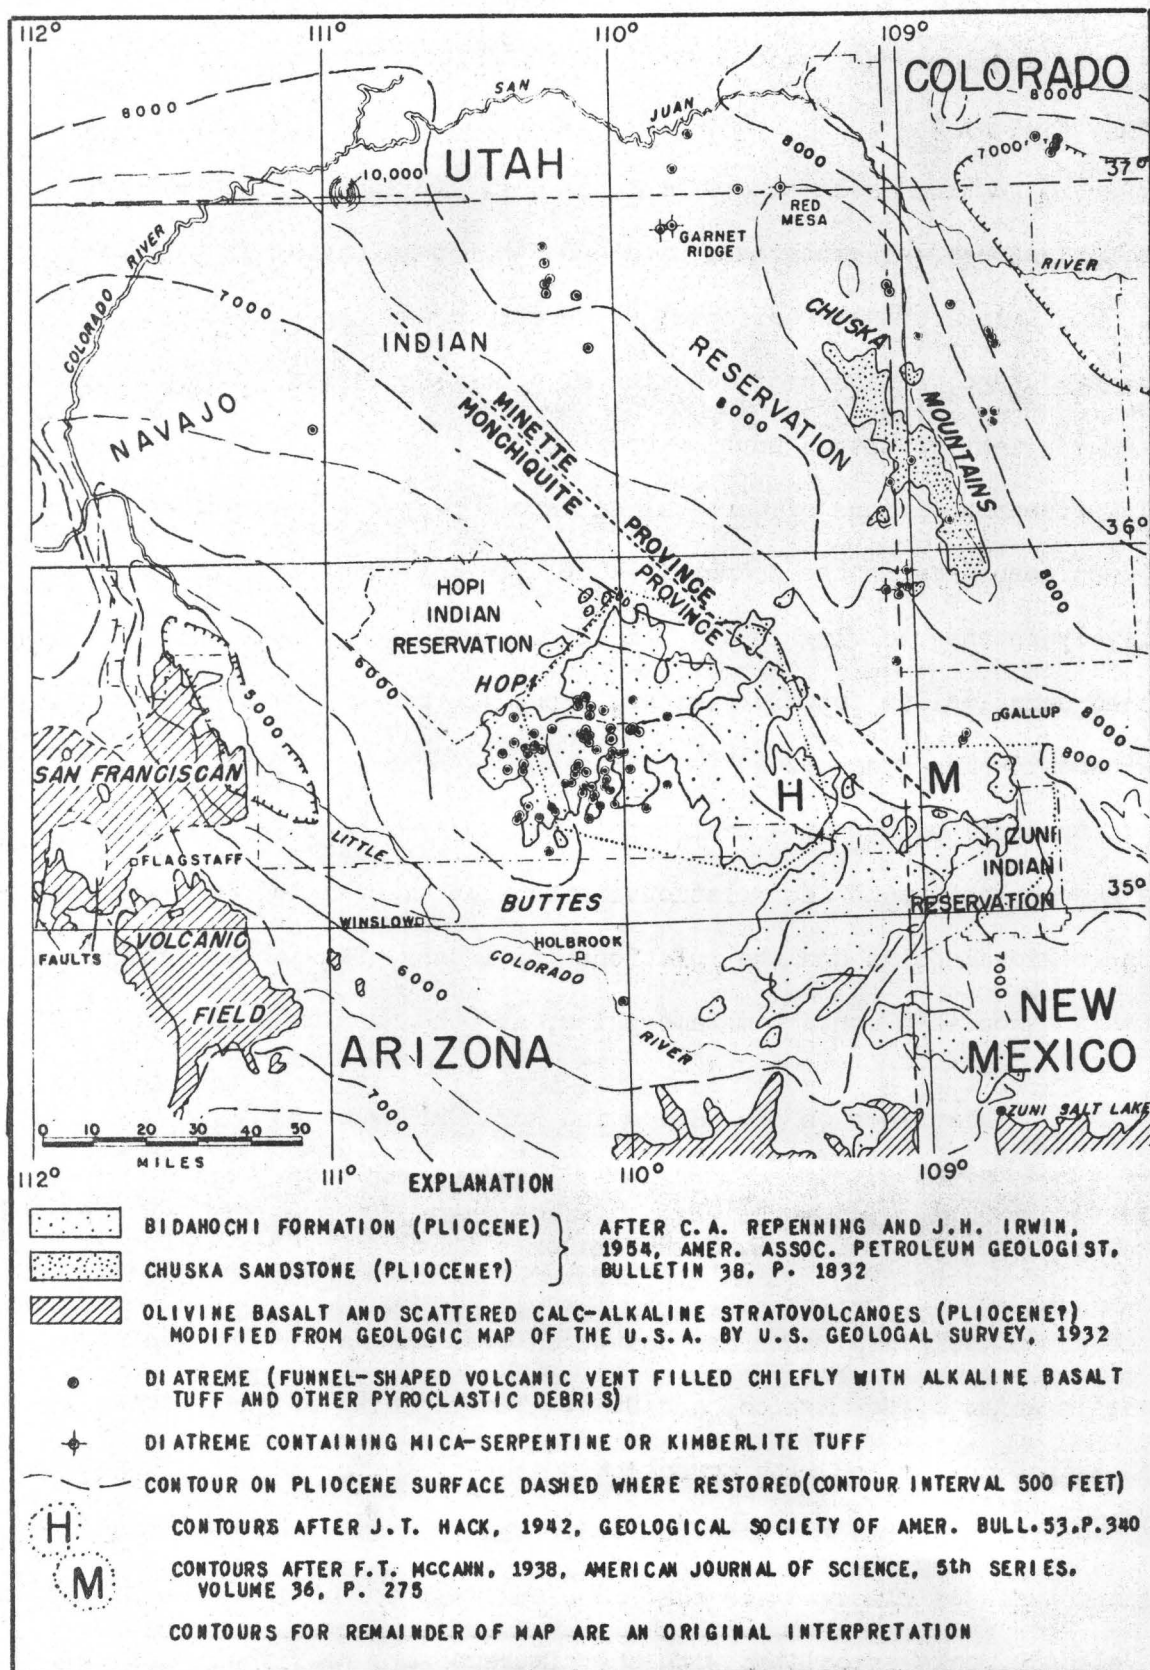 112°
111°
110°
109°
COLORADO
8000
SAN
JUAN
8000
UTAH
8000
7000
37°
10,000
RED
MESA
GARNET
RIDGE
RIVER
RIVER
COLORADO
7000
CHUSKA
INDIAN
RESERVATION
NAVAJO
MINETTE
MONCHIQUITE
8000
MOUNTAINS
36°
PROVINCE
PROVINCE
8000
HOPI
INDIAN
RESERVATION
HOPI
6000
5000
GALLUP
8000
8000
SAN FRANCISCAN
H
M
ZUNI
INDIAN
RESERVATION
FLAGSTAFF
LITTLE
35°
BUTTES
WINSLOW
HOLBROOK
VOLCANIC
COLORADO
FAULTS
6000
7000
FIELD
NEW
MEXICO
ARIZONA
RIVER
7000
ZUNI SALT LAKE
0 10 20 30 40 50
MILES
112°
111°
110°
109°
EXPLANATION
BIDAHOCHI FORMATION (PLIOCENE)
CHUSKA SANDSTONE (PLIOCENE?)
AFTER C.A. REPENNING AND J.H. IRWIN,
1954, AMER. ASSOC. PETROLEUM GEOLOGIST.
BULLETIN 38. P. 1832
OLIVINE BASALT AND SCATTERED CALC-ALKALINE STRATOVOLCANOES (PLIOCENE?)
MODIFIED FROM GEOLOGIC MAP OF THE U.S.A. BY U.S. GEOLOGAL SURVEY, 1932
DIATREME (FUNNEL-SHAPED VOLCANIC VENT FILLED CHIEFLY WITH ALKALINE BASALT
TUFF AND OTHER PYROCLASTIC DEBRIS)
DIATREME CONTAINING MICA-SERPENTINE OR KIMBERLITE TUFF
CONTOUR ON PLIOCENE SURFACE DASHED WHERE RESTORED(CONTOUR INTERVAL 500 FEET)
H
CONTOURS AFTER J.T. HACK, 1942, GEOLOGICAL SOCIETY OF AMER. BULL.53.P.340
M
CONTOURS AFTER F.T. McCANN, 1938, AMERICAN JOURNAL OF SCIENCE, 5th SERIES.
VOLUME 36, P. 275
CONTOURS FOR REMAINDER OF MAP ARE AN ORIGINAL INTERPRETATION